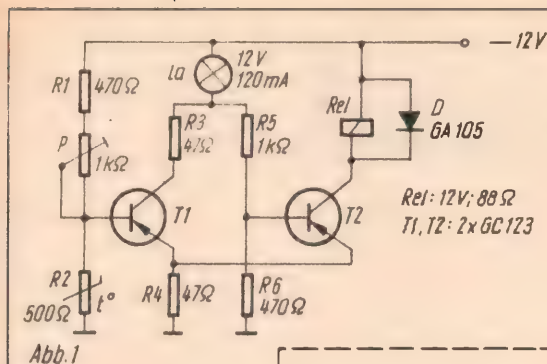 –12V
R1
470Ω
La
12V
120mA
P
1kΩ
R3
47Ω
R5
1kΩ
Rel
D
GA 105
T1
T2
Rel: 12V; 88Ω
T1, T2: 2x GC 123
R2
500Ω
t°
R4
47Ω
R6
470Ω
Abb.1